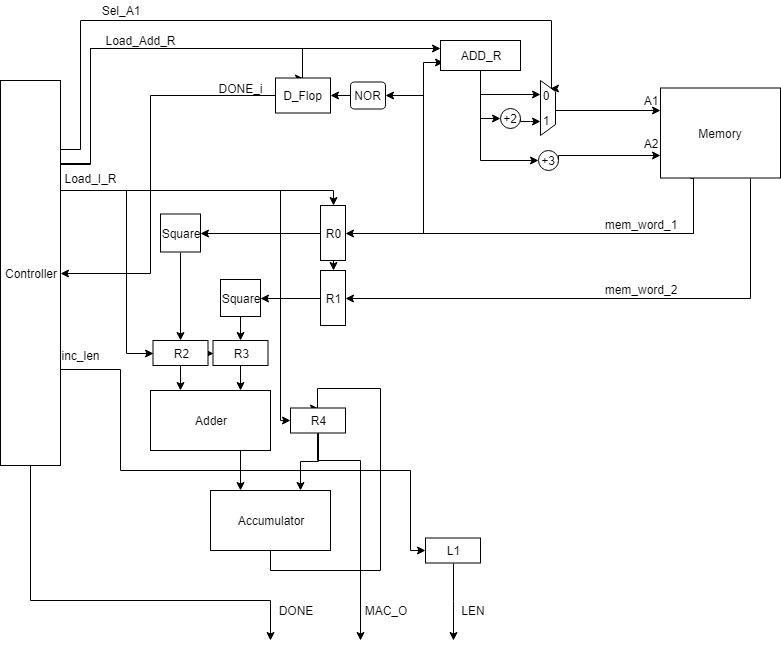 Sel_A1
Load_Add_R
ADD_R
DONE_i
D_Flop
NOR
0
+2
1
A1
Memory
A2
+3
Load_I_R
Square
R0
mem_word_1
Controller
Square
R1
mem_word_2
inc_len
R2
R3
Adder
R4
Accumulator
L1
DONE
MAC_O
LEN